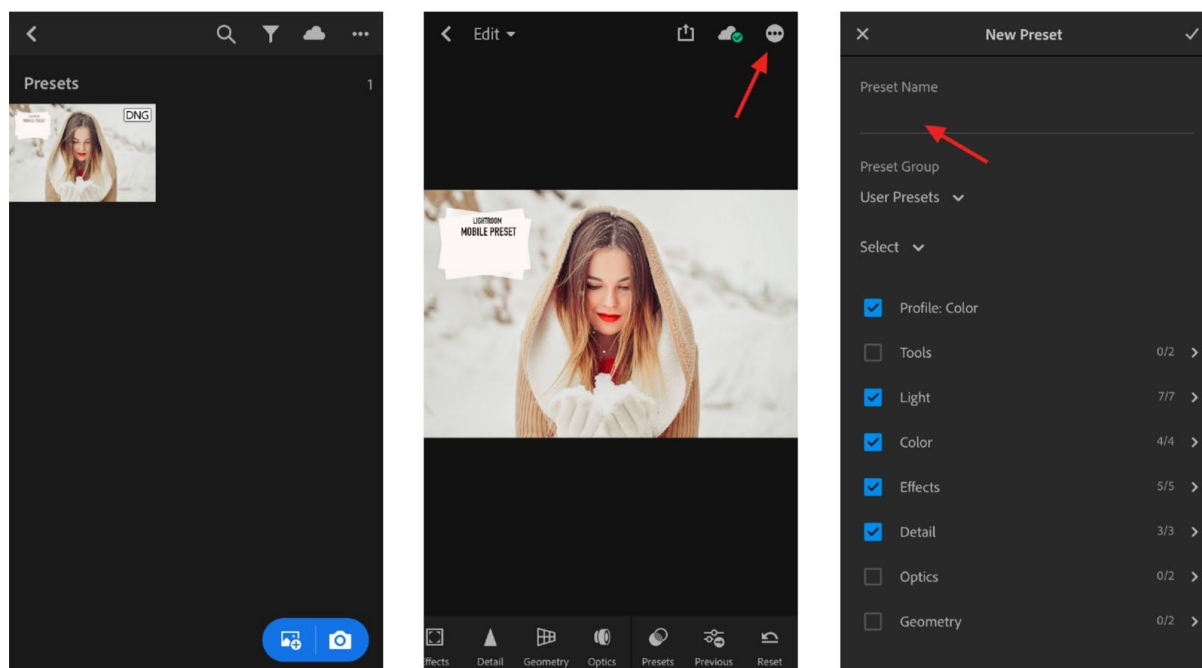 Presets
1
DNG
MOBILE PRESET
Edit
LIGHTROOM
MOBILE PRESET
Effects
Detail
Geometry
Optics
Presets
Previous
Reset
New Preset
Preset Name
Preset Group
User Presets
Select
Profile: Color
Tools 0/2
Light 7/7
Color 4/4
Effects 5/5
Detail 3/3
Optics 0/2
Geometry 0/2